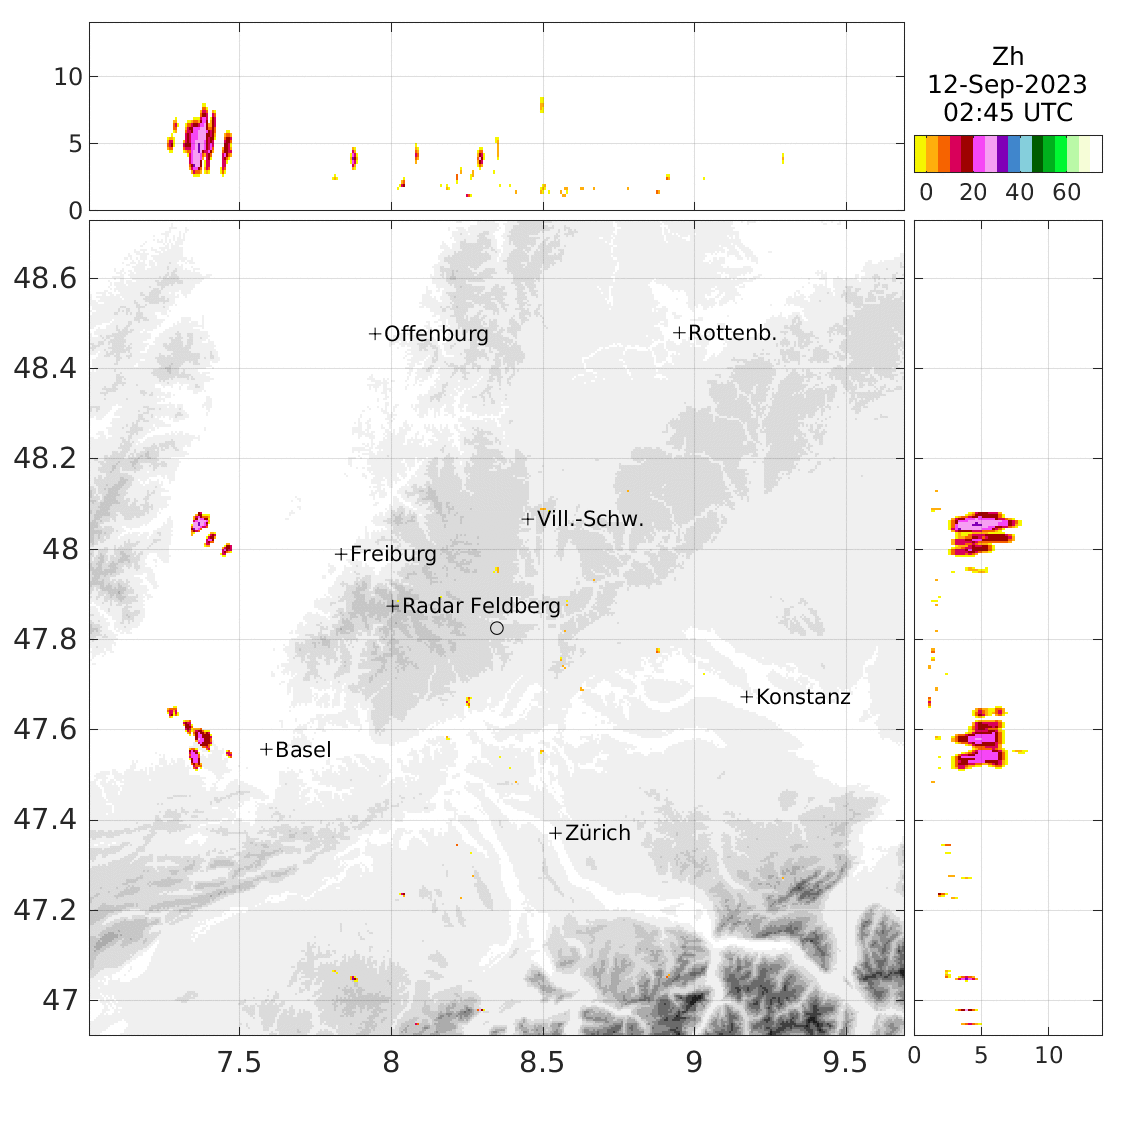 Zh
12-Sep-2023
02:45 UTC
10
5
0
0 20 40 60
48.6
48.4
48.2
48
47.8
47.6
47.4
47.2
47
Offenburg
Rottenb.
Vill.-Schw.
Freiburg
Radar Feldberg
Konstanz
Basel
Zürich
7.5 8 8.5 9 9.5
0 5 10